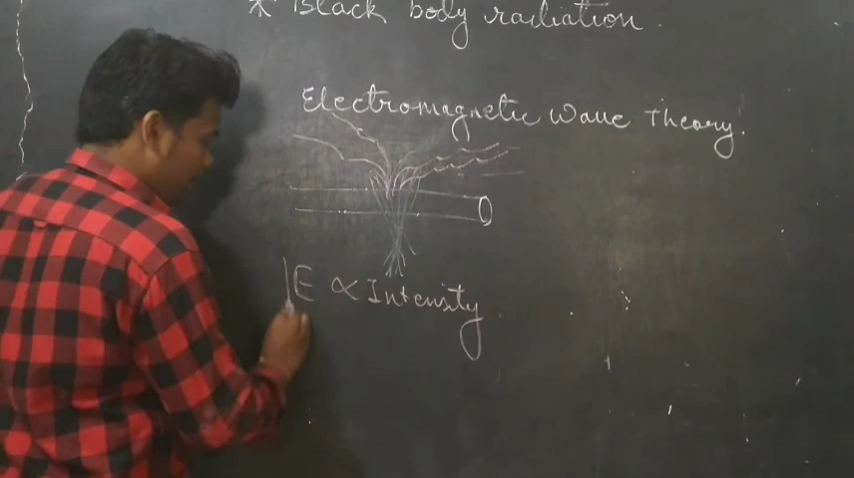 * Black body radiation.
Electromagnetic Wave Theory.
E ∝ Intensity